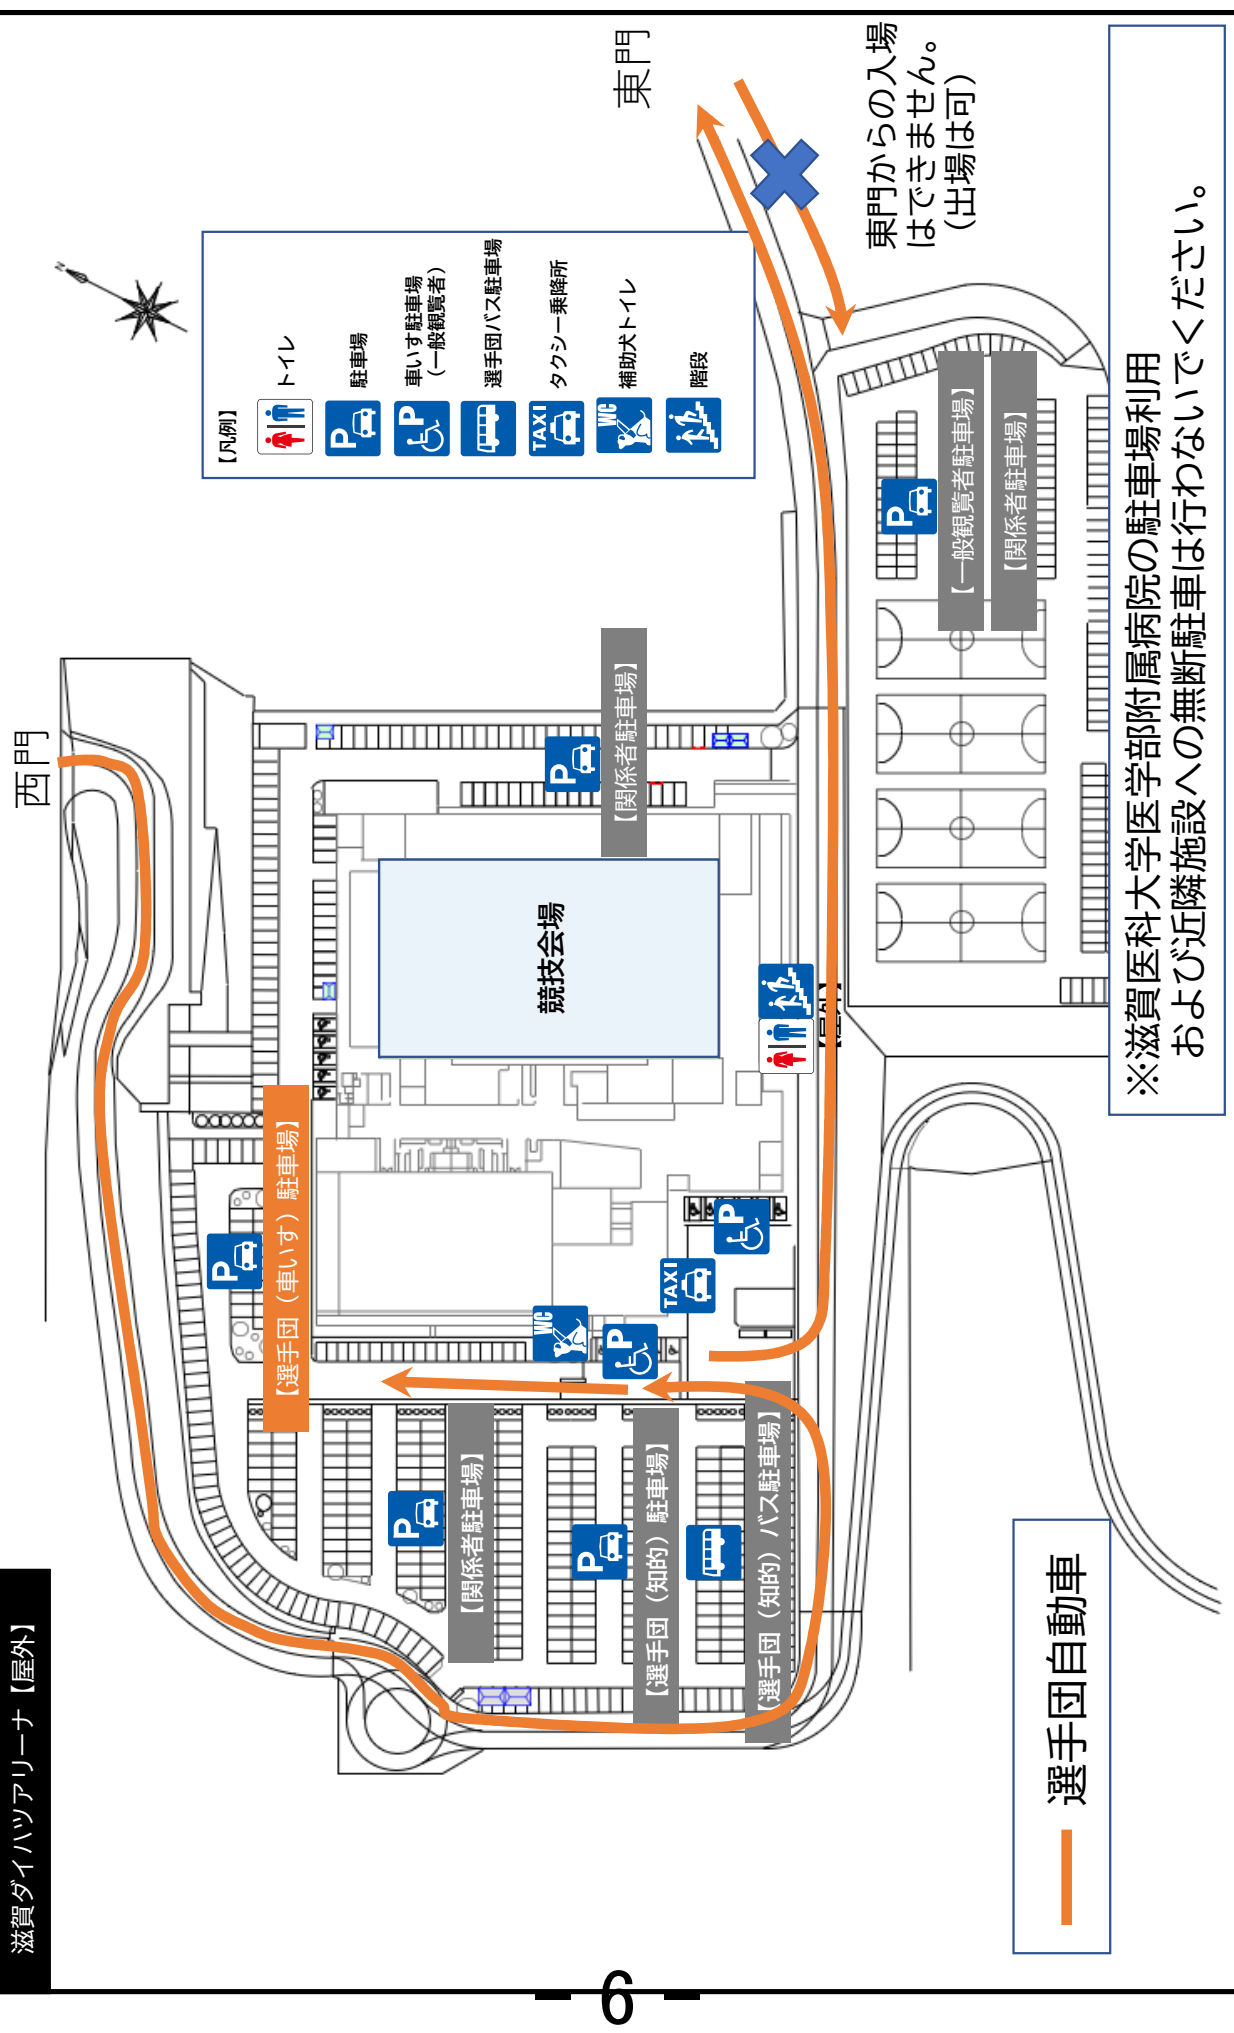 滋賀ダイハツアリーナ【屋外】
西門
東門
東門からの入場
はできません。
（出場は可）
【凡例】
トイレ
P
駐車場
P
車いす駐車場
（一般観覧者）
選手団バス駐車場
TAXI
タクシー乗降所
WC
補助犬トイレ
階段
P
【選手団（車いす）駐車場】
P
【関係者駐車場】
競技会場
P
【関係者駐車場】
P
【選手団（知的）駐車場】
【選手団（知的）バス駐車場】
WC
P
TAXI
P
P
【一般観覧者駐車場】
【関係者駐車場】
選手団自動車
※滋賀医科大学医学部附属病院の駐車場利用
および近隣施設への無断駐車は行わないでください。
N
- 6 -